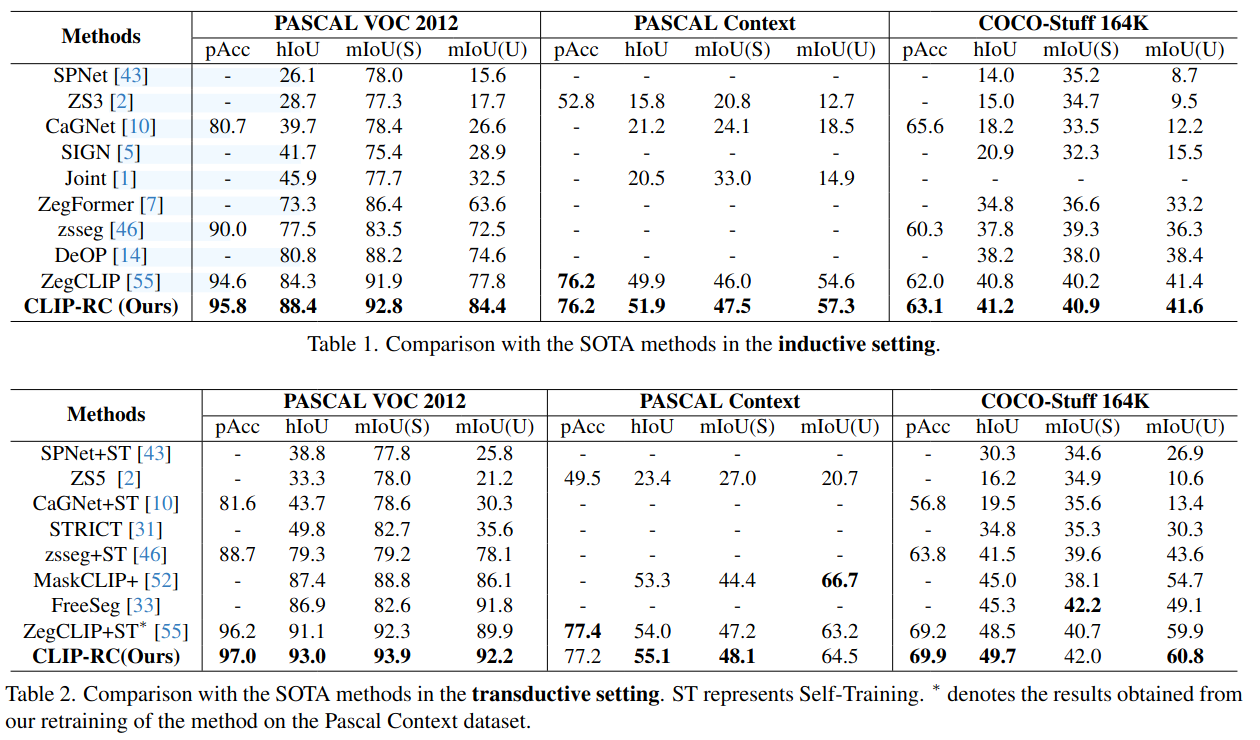 Methods PASCAL VOC 2012 PASCAL Context COCO-Stuff 164K
pAcc hIoU mIoU(S) mIoU(U) pAcc hIoU mIoU(S) mIoU(U) pAcc hIoU mIoU(S) mIoU(U)
SPNet [43] - 26.1 78.0 15.6 - - - - - 14.0 35.2 8.7
ZS3 [2] - 28.7 77.3 17.7 52.8 15.8 20.8 12.7 - 15.0 34.7 9.5
CaGNet [10] 80.7 39.7 78.4 26.6 - 21.2 24.1 18.5 65.6 18.2 33.5 12.2
SIGN [5] - 41.7 75.4 28.9 - - - - - 20.9 32.3 15.5
Joint [1] - 45.9 77.7 32.5 - 20.5 33.0 14.9 - - - -
ZegFormer [7] - 73.3 86.4 63.6 - - - - - 34.8 36.6 33.2
zsseg [46] 90.0 77.5 83.5 72.5 - - - - 60.3 37.8 39.3 36.3
DeOP [14] - 80.8 88.2 74.6 - - - - - 38.2 38.0 38.4
ZegCLIP [55] 94.6 84.3 91.9 77.8 76.2 49.9 46.0 54.6 62.0 40.8 40.2 41.4
CLIP-RC (Ours) 95.8 88.4 92.8 84.4 76.2 51.9 47.5 57.3 63.1 41.2 40.9 41.6
Table 1. Comparison with the SOTA methods in the inductive setting.
Methods PASCAL VOC 2012 PASCAL Context COCO-Stuff 164K
pAcc hIoU mIoU(S) mIoU(U) pAcc hIoU mIoU(S) mIoU(U) pAcc hIoU mIoU(S) mIoU(U)
SPNet+ST [43] - 38.8 77.8 25.8 - - - - - 30.3 34.6 26.9
ZS5 [2] - 33.3 78.0 21.2 49.5 23.4 27.0 20.7 - 16.2 34.9 10.6
CaGNet+ST [10] 81.6 43.7 78.6 30.3 - - - - 56.8 19.5 35.6 13.4
STRICT [31] - 49.8 82.7 35.6 - - - - - 34.8 35.3 30.3
zsseg+ST [46] 88.7 79.3 79.2 78.1 - - - - 63.8 41.5 39.6 43.6
MaskCLIP+ [52] - 87.4 88.8 86.1 - 53.3 44.4 66.7 - 45.0 38.1 54.7
FreeSeg [33] - 86.9 82.6 91.8 - - - - - 45.3 42.2 49.1
ZegCLIP+ST* [55] 96.2 91.1 92.3 89.9 77.4 54.0 47.2 63.2 69.2 48.5 40.7 59.9
CLIP-RC(Ours) 97.0 93.0 93.9 92.2 77.2 55.1 48.1 64.5 69.9 49.7 42.0 60.8
Table 2. Comparison with the SOTA methods in the transductive setting. ST represents Self-Training. * denotes the results obtained from
our retraining of the method on the Pascal Context dataset.